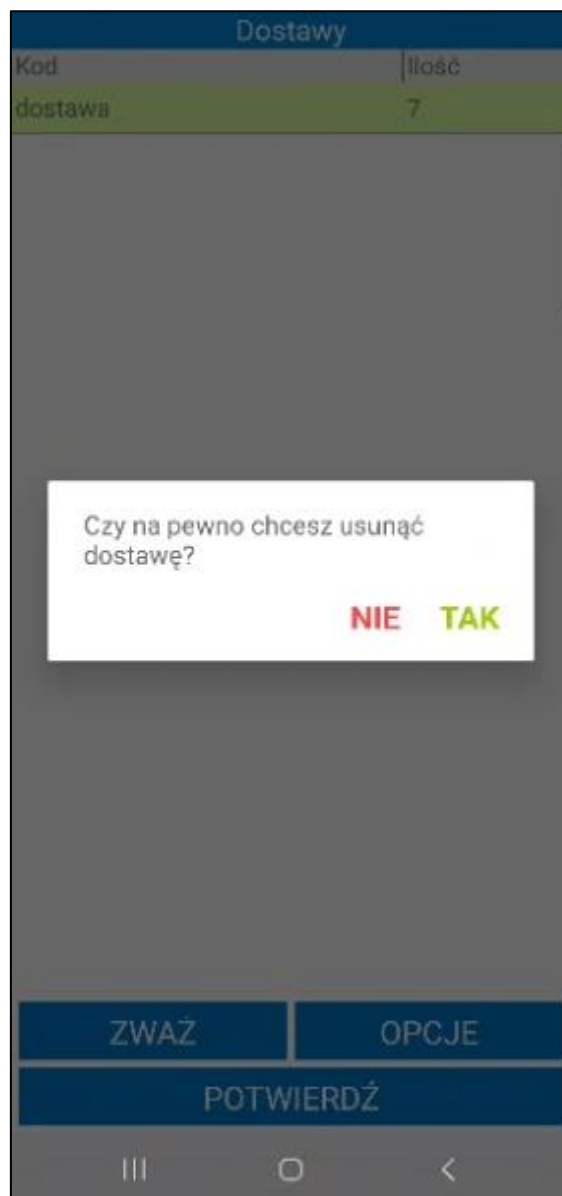 Dostawy
Kod Ilość
dostawa 7
Czy na pewno chcesz usunąć
dostawę?
NIE TAK
ZWAŻ OPCJE
POTWIERDŹ